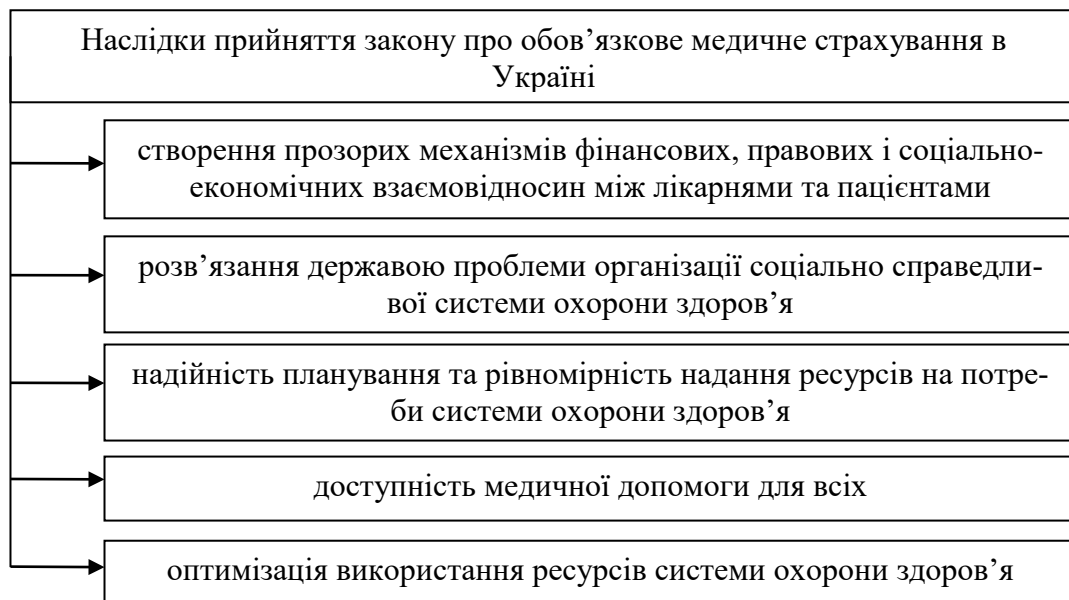 Наслідки прийняття закону про обов’язкове медичне страхування в
Україні
створення прозорих механізмів фінансових, правових і соціально-
економічних взаємовідносин між лікарнями та пацієнтами
розв’язання державою проблеми організації соціально справедли-
вої системи охорони здоров’я
надійність планування та рівномірність надання ресурсів на потре-
би системи охорони здоров’я
доступність медичної допомоги для всіх
оптимізація використання ресурсів системи охорони здоров’я